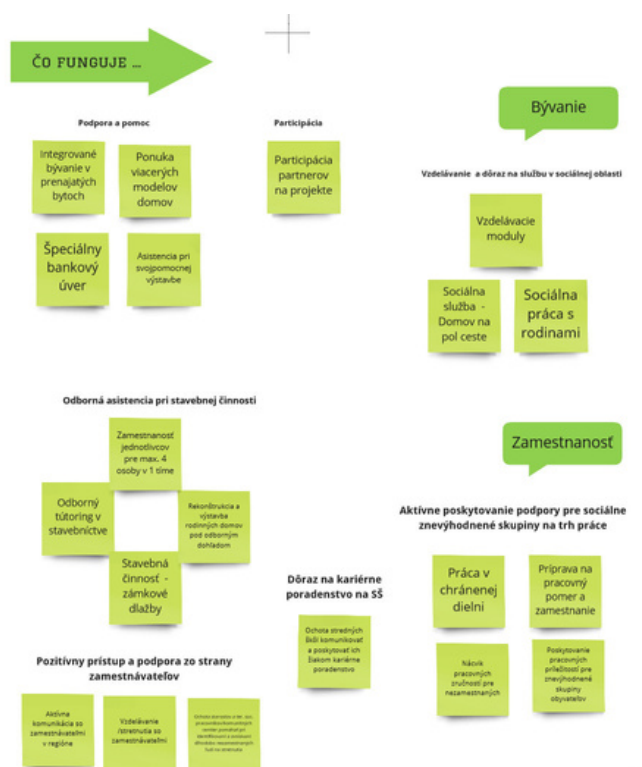 ČO FUNGUJE ...
Bývanie
Podpora a pomoc
Integrované
bývanie v
prenajatých
bytoch
Ponuka
viacerých
modelov
domov
Špeciálny
bankový
úver
Asistencia pri
svojpomocnej
výstavbe
Participácia
Participácia
partnerov
na projekte
Vzdelávanie a dôraz na službu v sociálnej oblasti
Vzdelávacie
moduly
Sociálna
služba -
Domov na
pol ceste
Sociálna
práca s
rodinami
Odborná asistencia pri stavebnej činnosti
Zamestnanosť
jednotlivcov
pre max. 4
osoby v 1 tíme
Odborný
tútoring v
stavebníctve
Rekonštrukcia a
výstavba
rodinných domov
pod odborným
dohľadom
Stavebná
činnosť -
zámkové
dlažby
Zamestnanosť
Aktívne poskytovanie podpory pre sociálne
znevýhodnené skupiny na trh práce
Práca v
chránenej
dielni
Príprava na
pracovný
pomer a
zamestnanie
Nácvik
pracovných
zručností pre
nezamestnaných
Poskytovanie
pracovných
príležitostí pre
znevýhodnené
skupiny
obyvateľov
Dôraz na kariérne
poradenstvo na SŠ
Ochota stredných
škôl komunikovať
a poskytovať ich
žiakom kariérne
poradenstvo
Pozitívny prístup a podpora zo strany
zamestnávateľov
Aktívna
komunikácia so
zamestnávateľmi
v regióne
Vzdelávanie
/stretnutia so
zamestnávateľmi